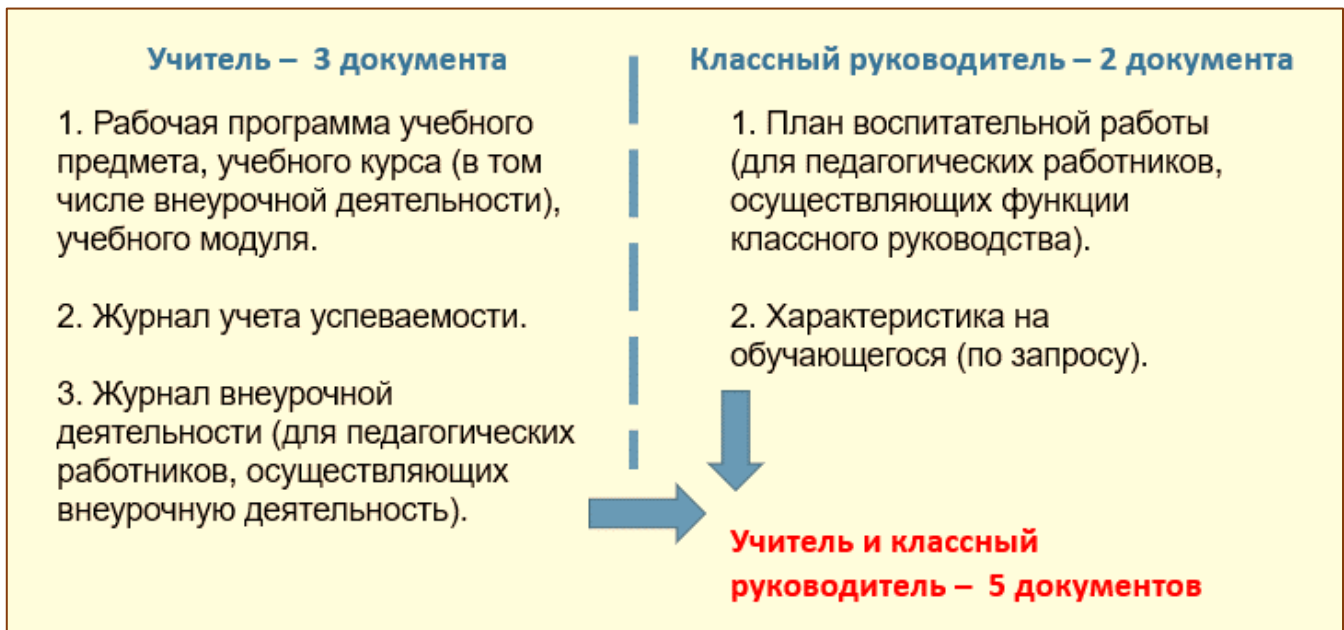 Учитель – 3 документа
1. Рабочая программа учебного
предмета, учебного курса (в том
числе внеурочной деятельности),
учебного модуля.
2. Журнал учета успеваемости.
3. Журнал внеурочной
деятельности (для педагогических
работников, осуществляющих
внеурочную деятельность).
Классный руководитель – 2 документа
1. План воспитательной работы
(для педагогических работников,
осуществляющих функции
классного руководства).
2. Характеристика на
обучающегося (по запросу).
Учитель и классный
руководитель – 5 документов